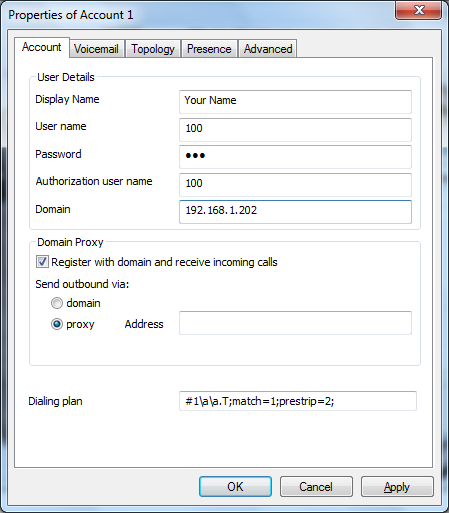 Properties of Account 1
Account Voicemail Topology Presence Advanced
User Details
Display Name Your Name
User name 100
Password •••
Authorization user name 100
Domain 192.168.1.202
Domain Proxy
Register with domain and receive incoming calls
Send outbound via:
domain
proxy Address
Dialing plan #1\a\a.T;match=1;prestrip=2;
OK Cancel Apply